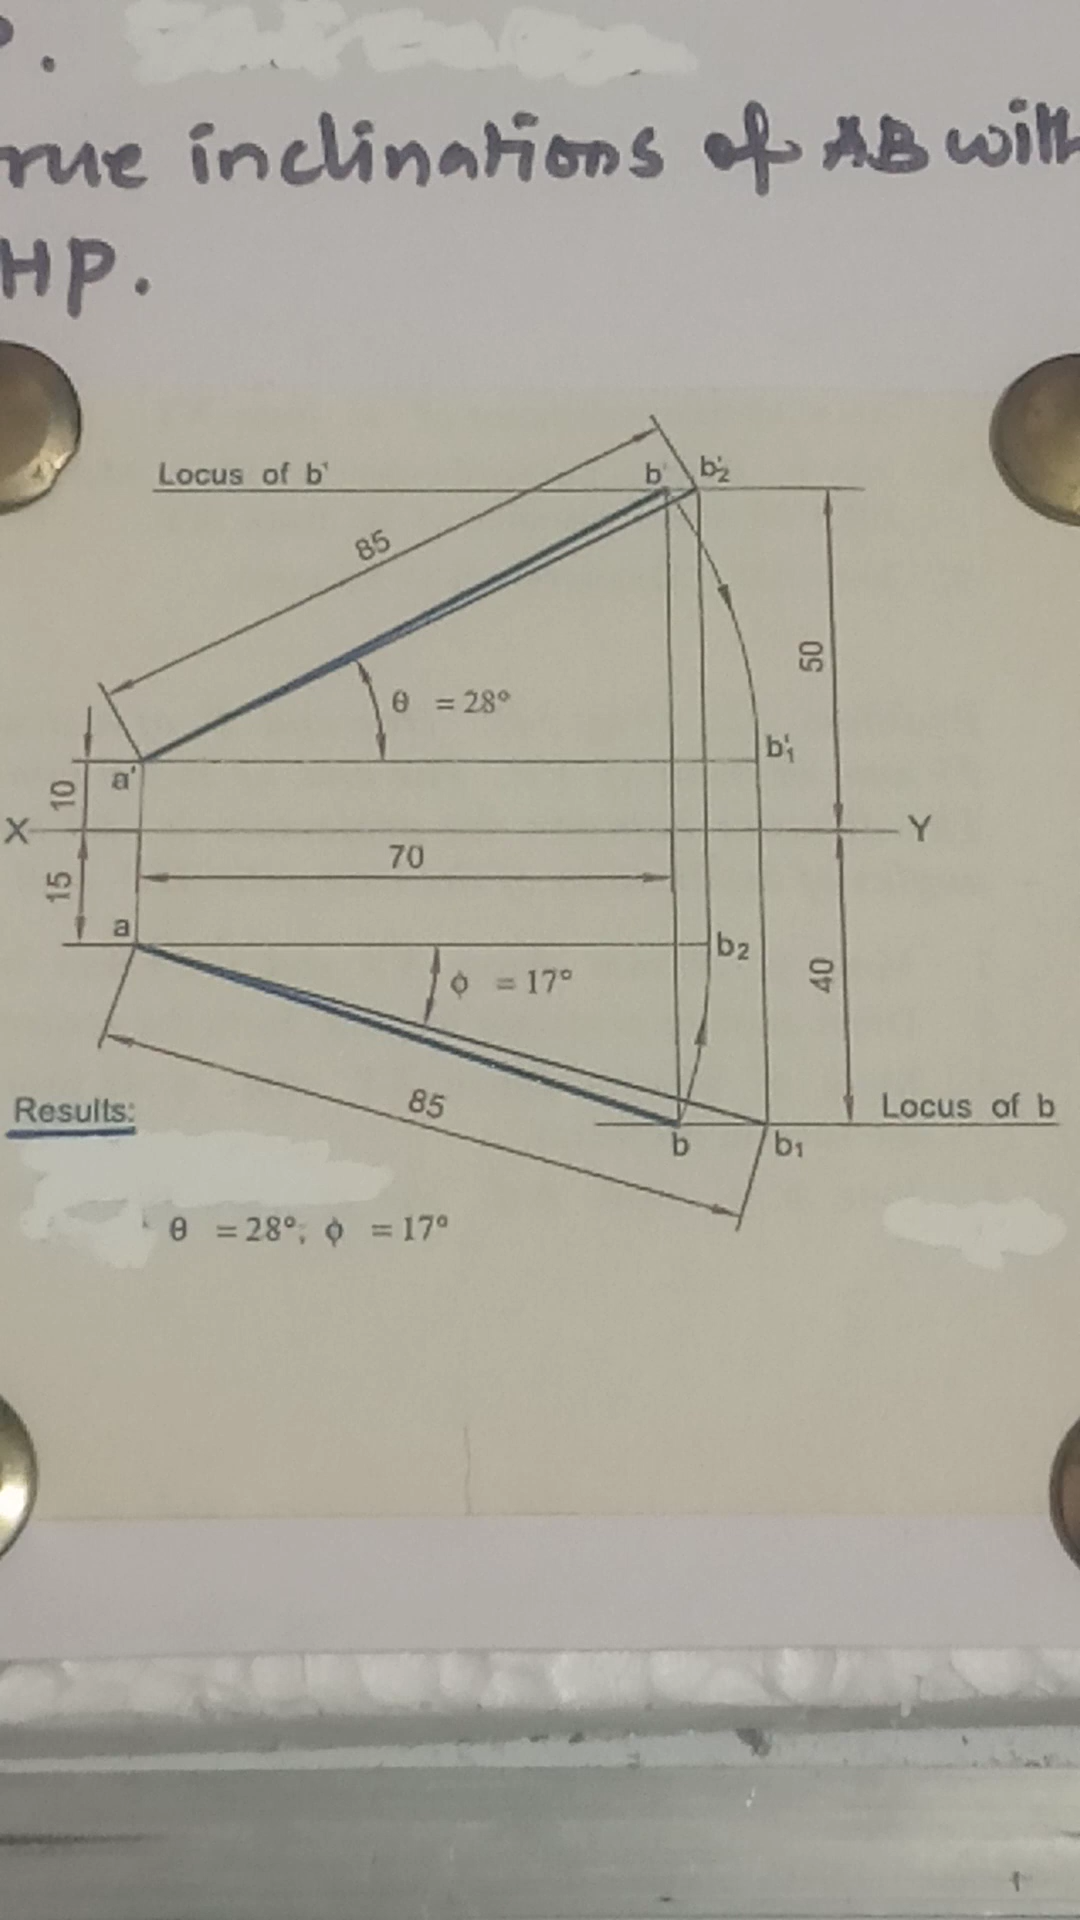 inclinations of AB with
HP.
Locus of b'
b'
b'2
85
50
θ = 28°
b'1
a'
10
X
Y
70
15
a
b2
φ = 17°
40
85
Results:
Locus of b
b
b1
θ = 28°; φ = 17°